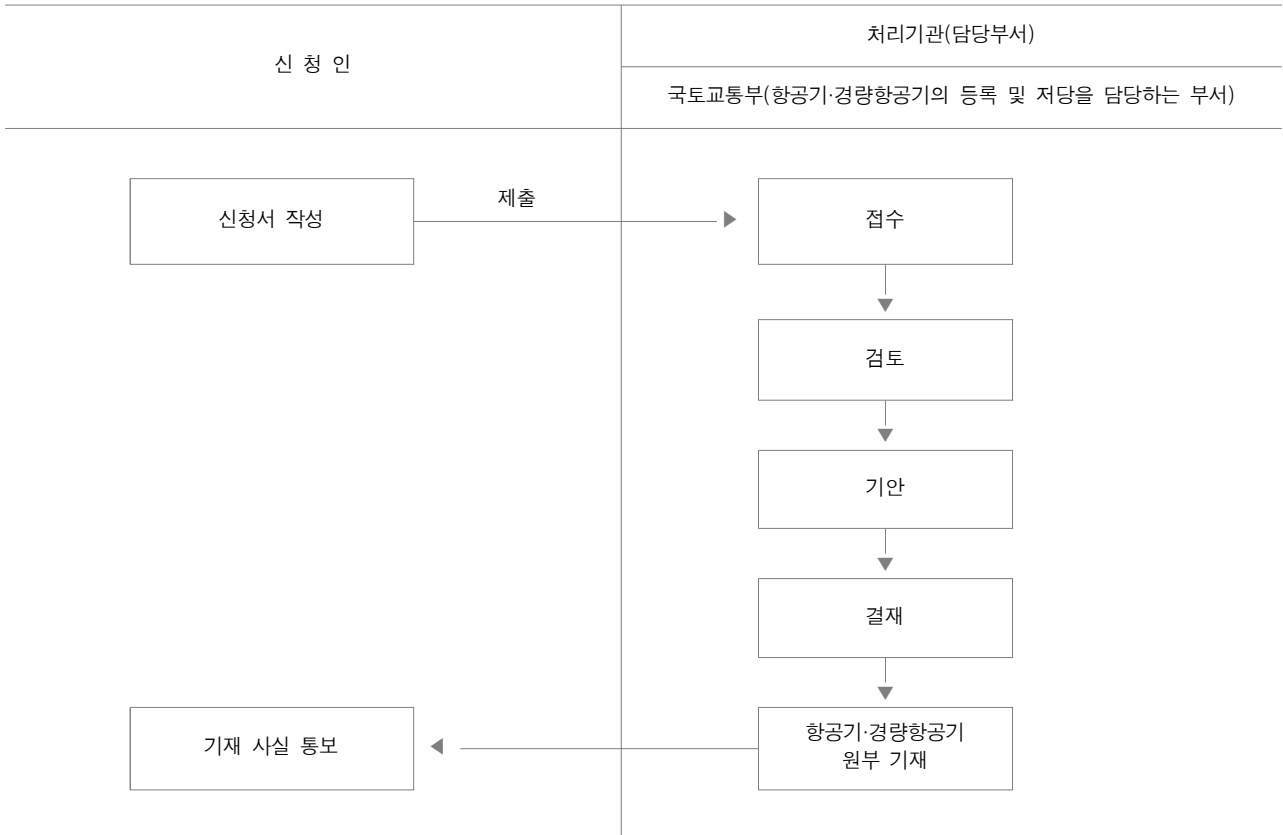 신 청 인
처리기관(담당부서)
국토교통부(항공기·경량항공기의 등록 및 저당을 담당하는 부서)
신청서 작성
제출
접수
검토
기안
결재
기재 사실 통보
항공기·경량항공기
원부 기재